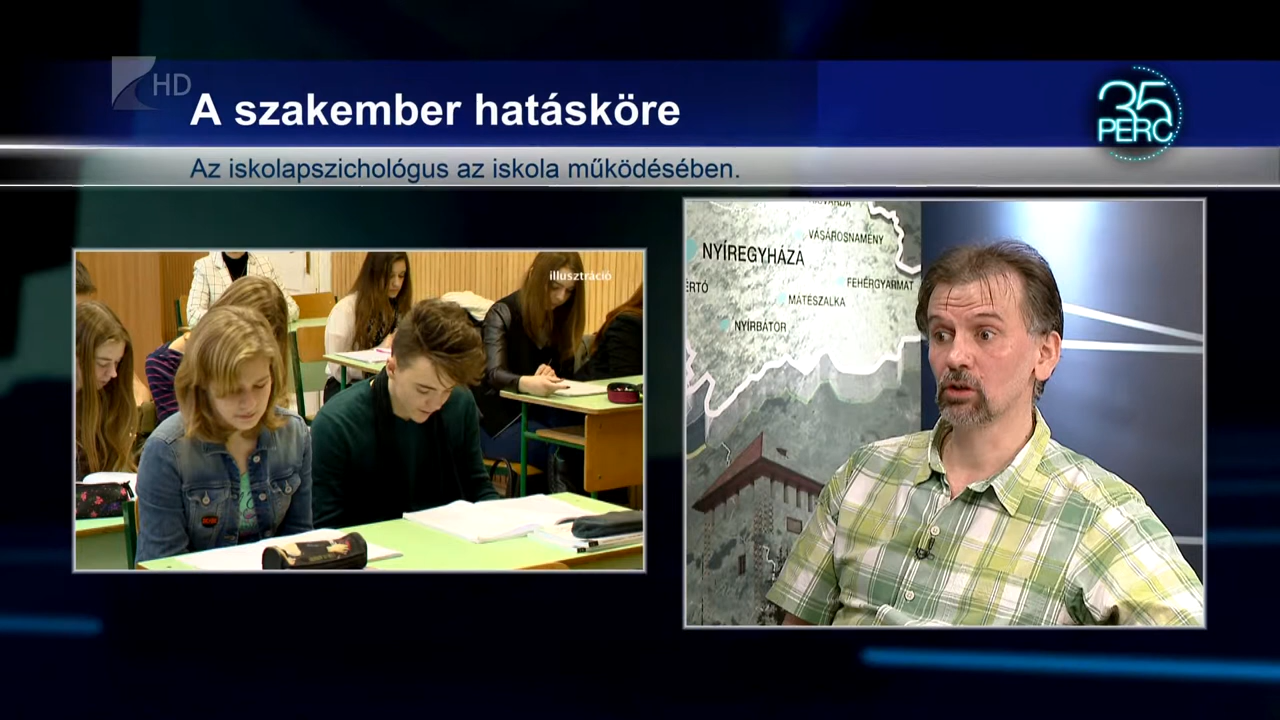 HD
A szakember hatásköre
35
PERC
Az iskolapszichológus az iskola működésében.
illusztráció
VÁSÁROSNAMÉNY
NYÍREGYHÁZA
FEHÉRGYARMAT
MÁTÉSZALKA
NYÍRBÁTOR